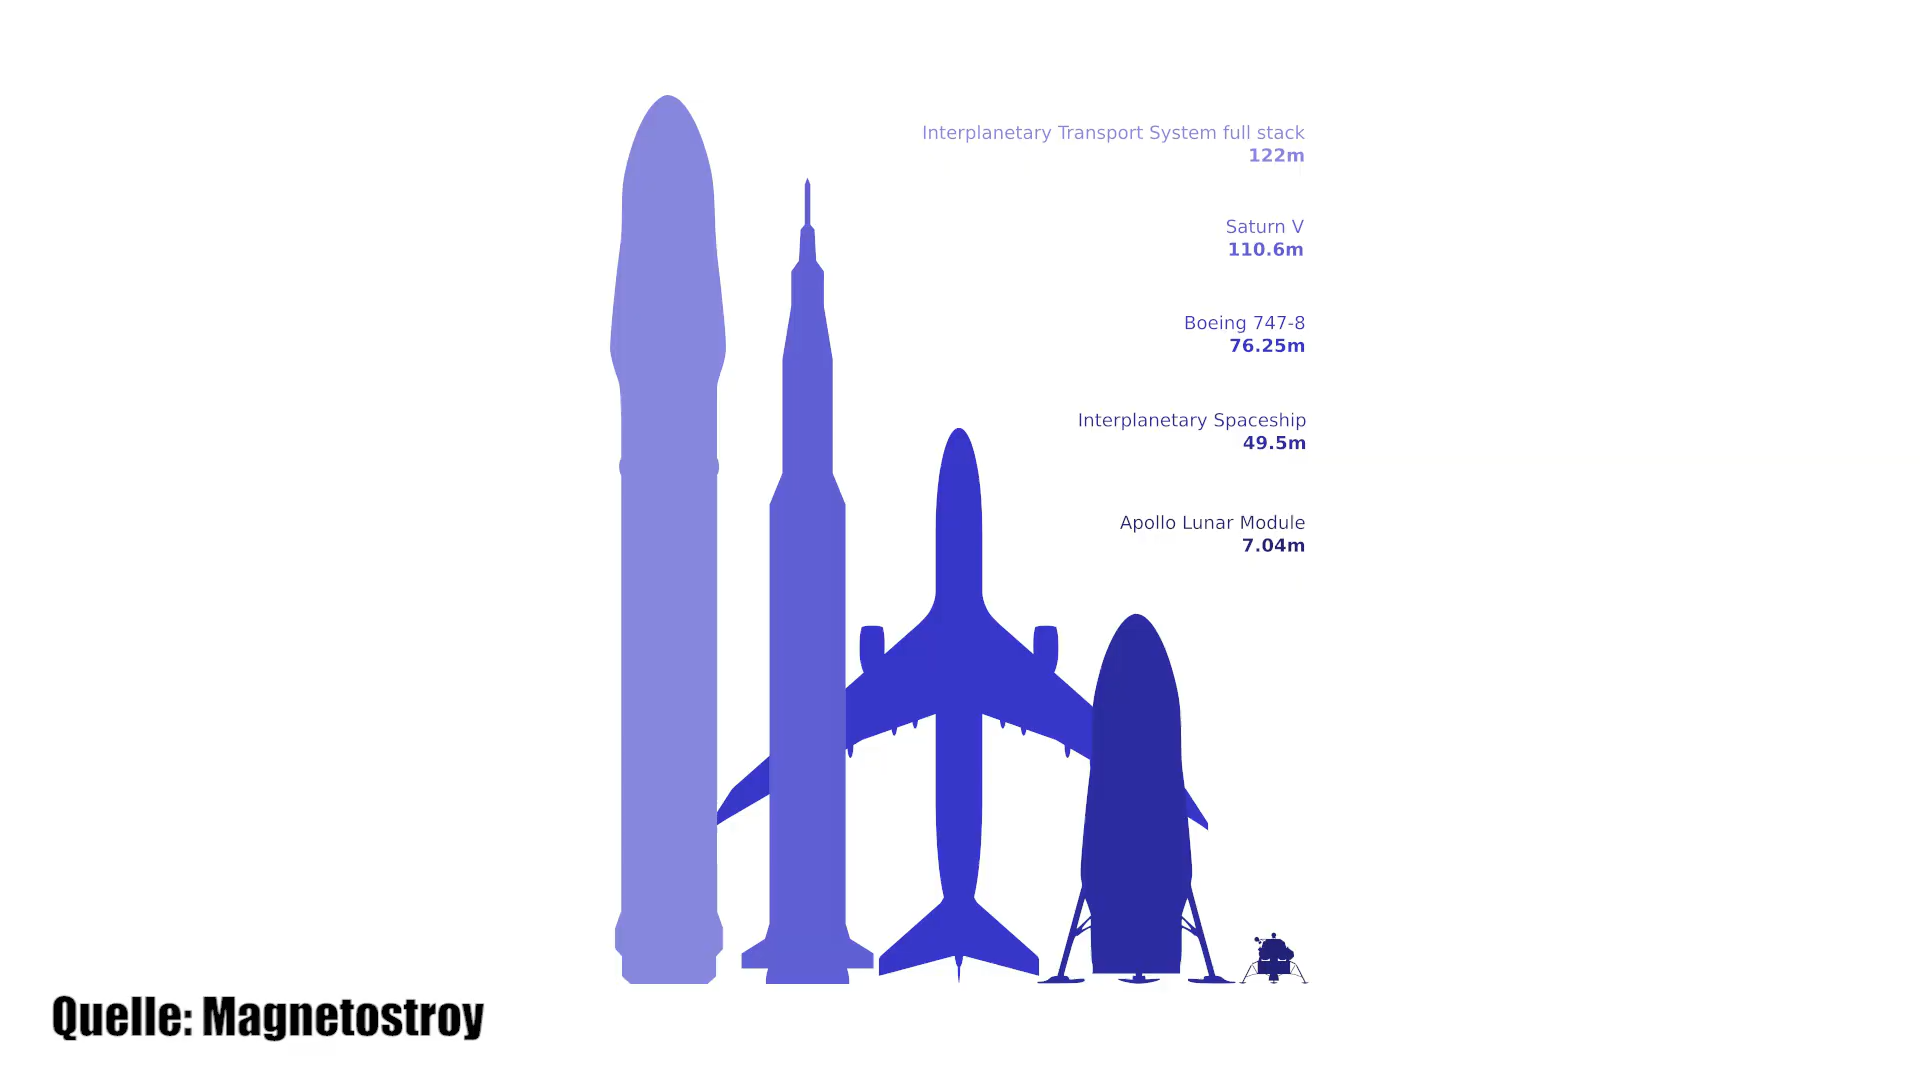 Interplanetary Transport System full stack
122m
Saturn V
110.6m
Boeing 747-8
76.25m
Interplanetary Spaceship
49.5m
Apollo Lunar Module
7.04m
Quelle: Magnetostroy